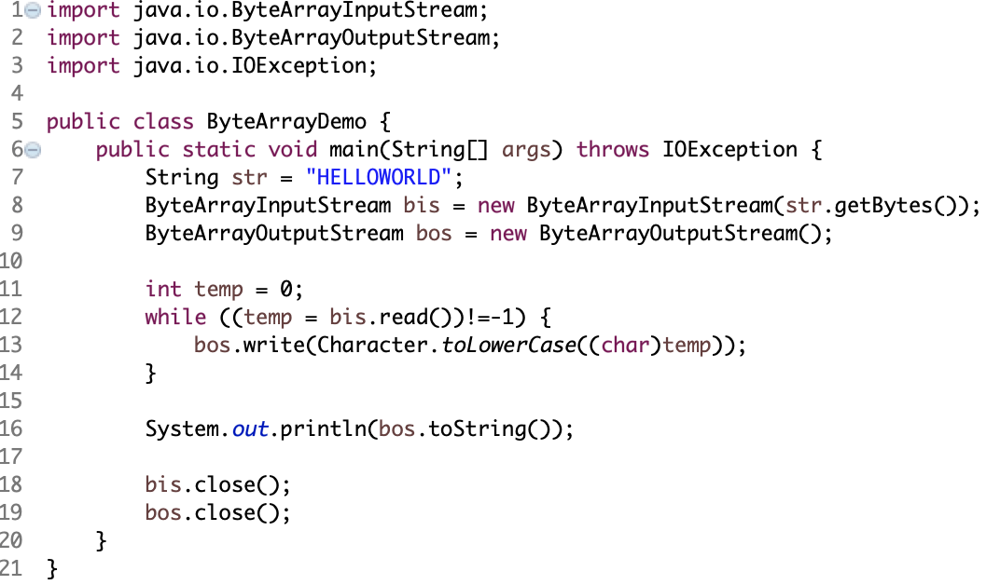 1 import java.io.ByteArrayInputStream;
2 import java.io.ByteArrayOutputStream;
3 import java.io.IOException;
4
5 public class ByteArrayDemo {
6     public static void main(String[] args) throws IOException {
7         String str = "HELLOWORLD";
8         ByteArrayInputStream bis = new ByteArrayInputStream(str.getBytes());
9         ByteArrayOutputStream bos = new ByteArrayOutputStream();
10
11         int temp = 0;
12         while ((temp = bis.read())!=-1) {
13             bos.write(Character.toLowerCase((char)temp));
14         }
15
16         System.out.println(bos.toString());
17
18         bis.close();
19         bos.close();
20     }
21 }